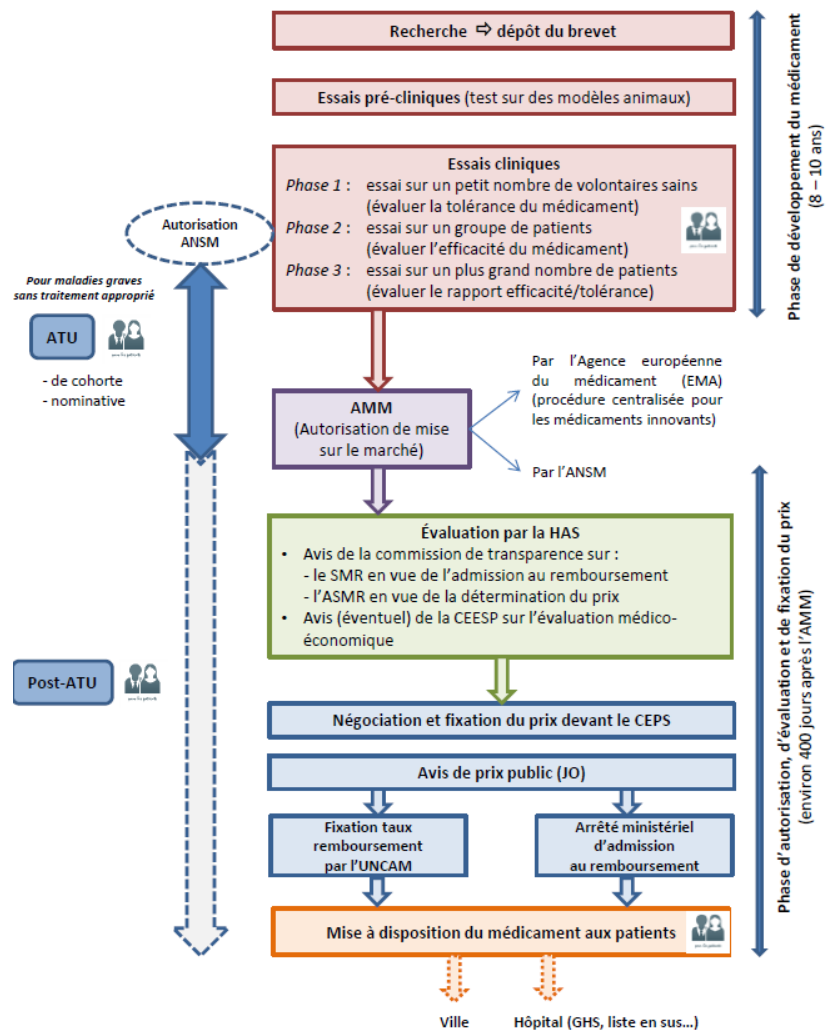 Recherche ⇨ dépôt du brevet
Essais pré-cliniques (test sur des modèles animaux)
Essais cliniques
Phase 1 : essai sur un petit nombre de volontaires sains
(évaluer la tolérance du médicament)
Phase 2 : essai sur un groupe de patients
(évaluer l'efficacité du médicament)
Phase 3 : essai sur un plus grand nombre de patients
(évaluer le rapport efficacité/tolérance)
Phase de développement du médicament
(8 – 10 ans)
Autorisation
ANSM
Pour maladies graves
sans traitement approprié
ATU
- de cohorte
- nominative
AMM
(Autorisation de mise
sur le marché)
Par l'Agence européenne
du médicament (EMA)
(procédure centralisée pour
les médicaments innovants)
Par l'ANSM
Évaluation par la HAS
• Avis de la commission de transparence sur :
- le SMR en vue de l'admission au remboursement
- l'ASMR en vue de la détermination du prix
• Avis (éventuel) de la CEESP sur l'évaluation médico-
économique
Post-ATU
Négociation et fixation du prix devant le CEPS
Avis de prix public (JO)
Fixation taux
remboursement
par l'UNCAM
Arrêté ministériel
d'admission
au remboursement
Mise à disposition du médicament aux patients
Phase d'autorisation, d'évaluation et de fixation du prix
(environ 400 jours après l'AMM)
Ville
Hôpital (GHS, liste en sus...)